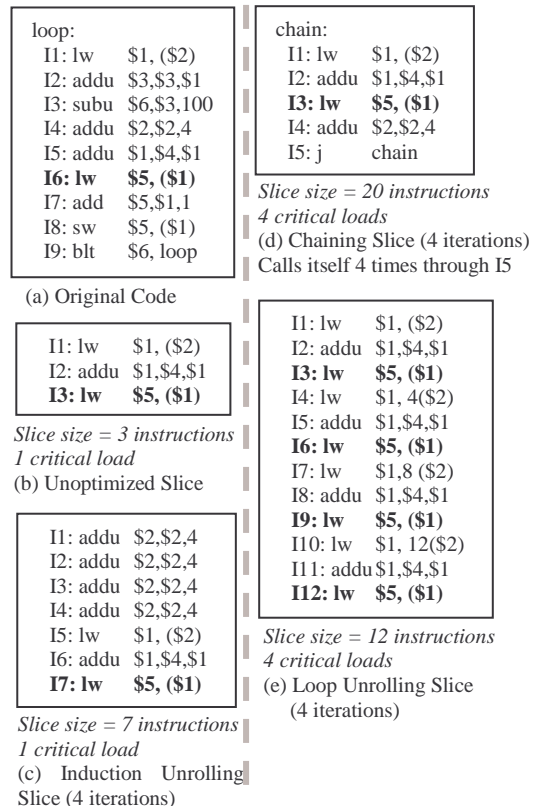 loop:
I1: lw $1, ($2)
I2: addu $3,$3,$1
I3: subu $6,$3,100
I4: addu $2,$2,4
I5: addu $1,$4,$1
I6: lw $5, ($1)
I7: add $5,$1,1
I8: sw $5, ($1)
I9: blt $6, loop
(a) Original Code
I1: lw $1, ($2)
I2: addu $1,$4,$1
I3: lw $5, ($1)
Slice size = 3 instructions
1 critical load
(b) Unoptimized Slice
I1: addu $2,$2,4
I2: addu $2,$2,4
I3: addu $2,$2,4
I4: addu $2,$2,4
I5: lw $1, ($2)
I6: addu $1,$4,$1
I7: lw $5, ($1)
Slice size = 7 instructions
1 critical load
(c) Induction Unrolling
Slice (4 iterations)
chain:
I1: lw $1, ($2)
I2: addu $1,$4,$1
I3: lw $5, ($1)
I4: addu $2,$2,4
I5: j chain
Slice size = 20 instructions
4 critical loads
(d) Chaining Slice (4 iterations)
Calls itself 4 times through I5
I1: lw $1, ($2)
I2: addu $1,$4,$1
I3: lw $5, ($1)
I4: lw $1, 4($2)
I5: addu $1,$4,$1
I6: lw $5, ($1)
I7: lw $1,8 ($2)
I8: addu $1,$4,$1
I9: lw $5, ($1)
I10: lw $1, 12($2)
I11: addu $1,$4,$1
I12: lw $5, ($1)
Slice size = 12 instructions
4 critical loads
(e) Loop Unrolling Slice
(4 iterations)